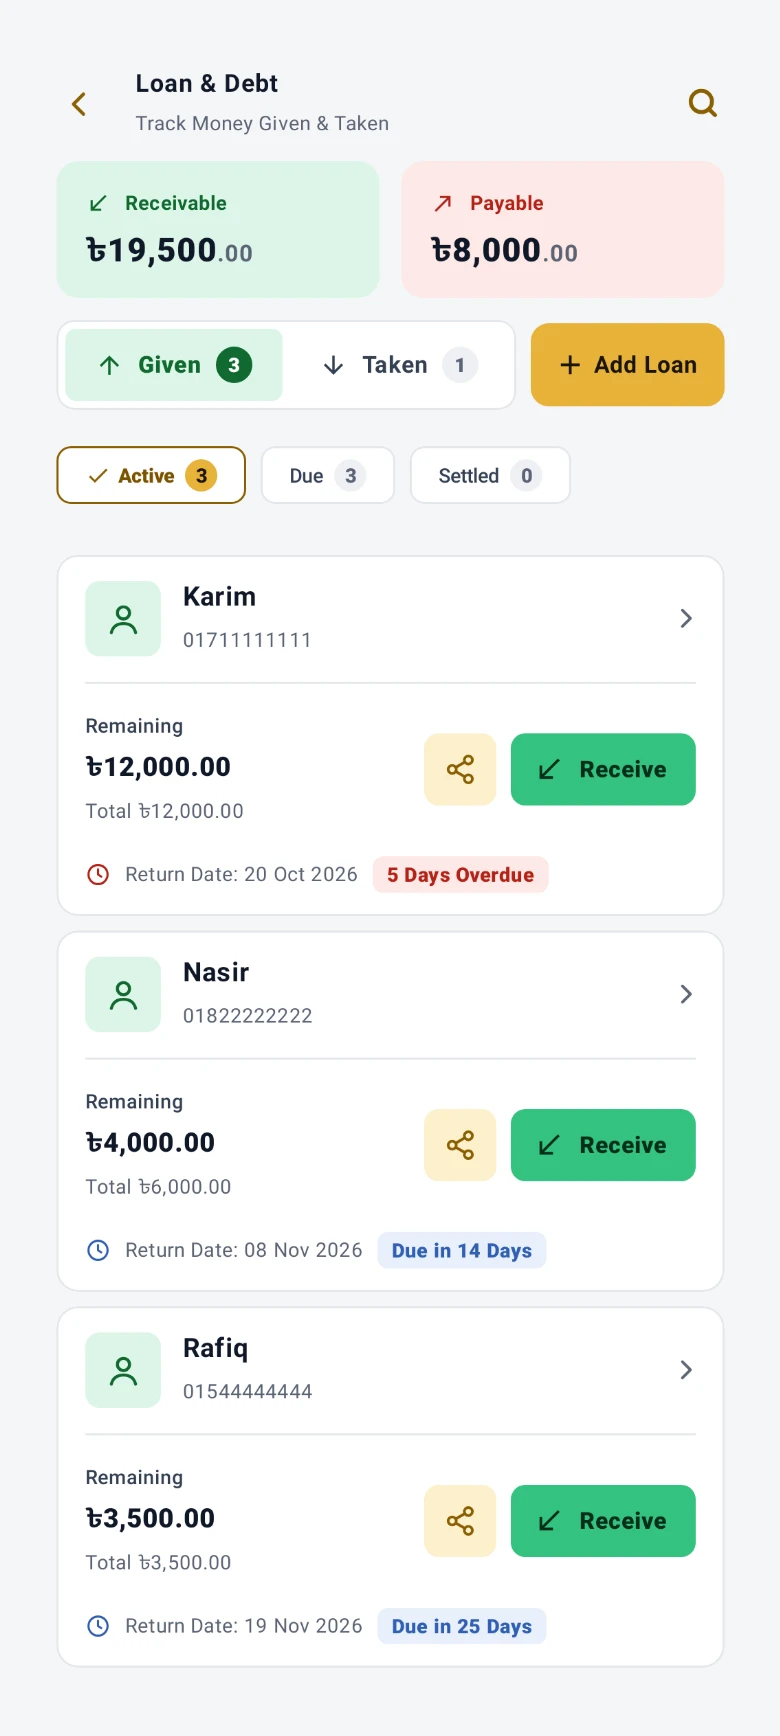 Loan & Debt
Track Money Given & Taken
Receivable
৳19,500.00
Payable
৳8,000.00
Given 3
Taken 1
+ Add Loan
Active 3
Due 3
Settled 0
Karim
01711111111
Remaining
৳12,000.00
Total ৳12,000.00
Receive
Return Date: 20 Oct 2026 5 Days Overdue
Nasir
01822222222
Remaining
৳4,000.00
Total ৳6,000.00
Receive
Return Date: 08 Nov 2026 Due in 14 Days
Rafiq
01544444444
Remaining
৳3,500.00
Total ৳3,500.00
Receive
Return Date: 19 Nov 2026 Due in 25 Days